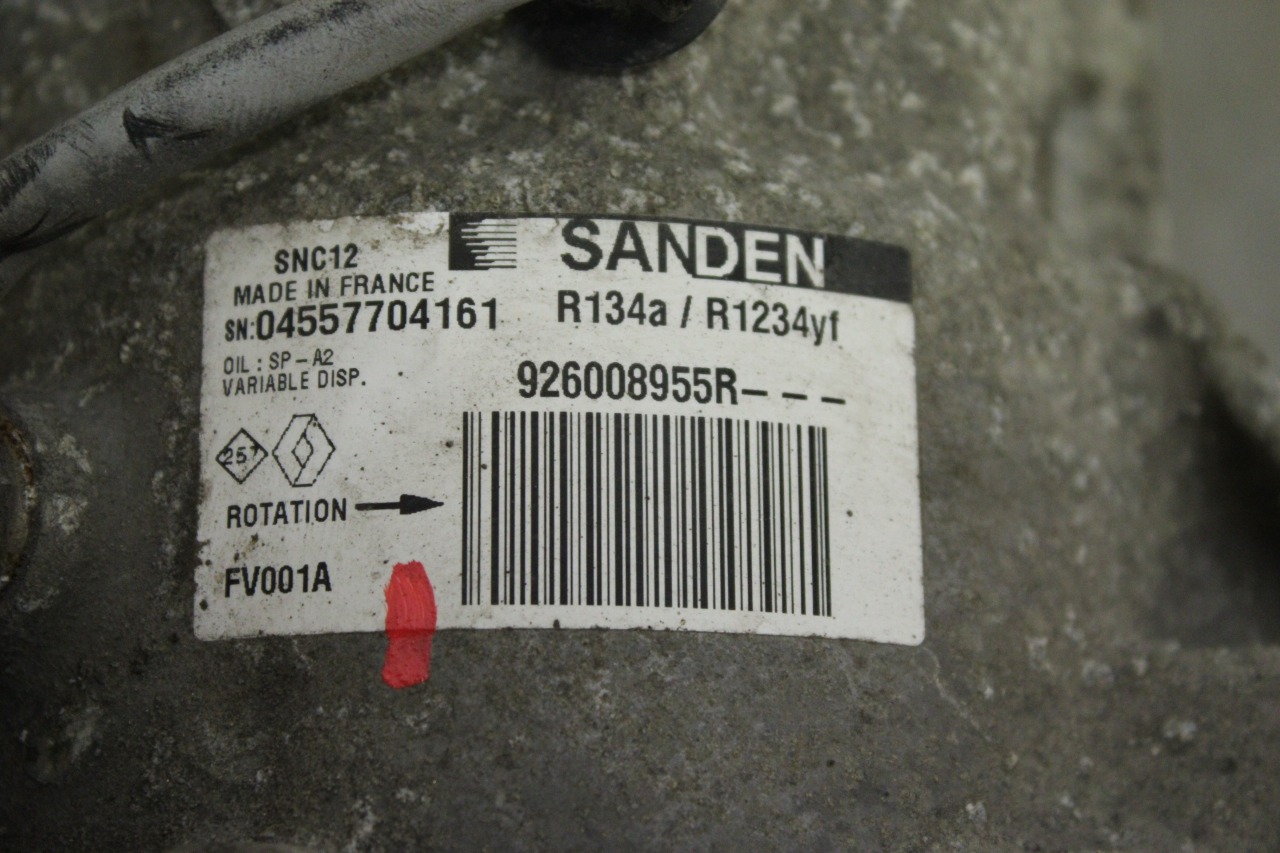 SNC12
SANDEN
MADE IN FRANCE
SN:04557704161
R134a / R1234yf
OIL : SP-A2
VARIABLE DISP.
926008955R- - -
257
ROTATION
FV001A